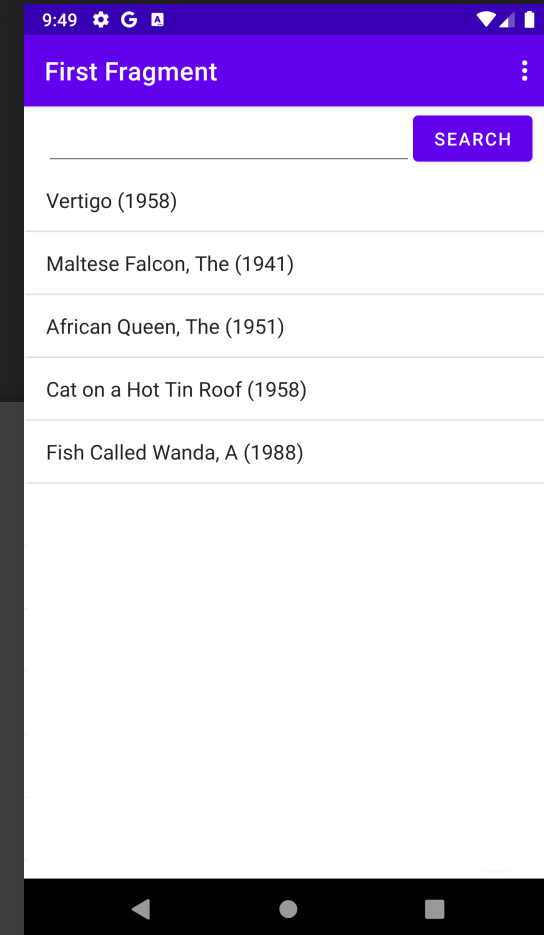 9:49
First Fragment
SEARCH
Vertigo (1958)
Maltese Falcon, The (1941)
African Queen, The (1951)
Cat on a Hot Tin Roof (1958)
Fish Called Wanda, A (1988)